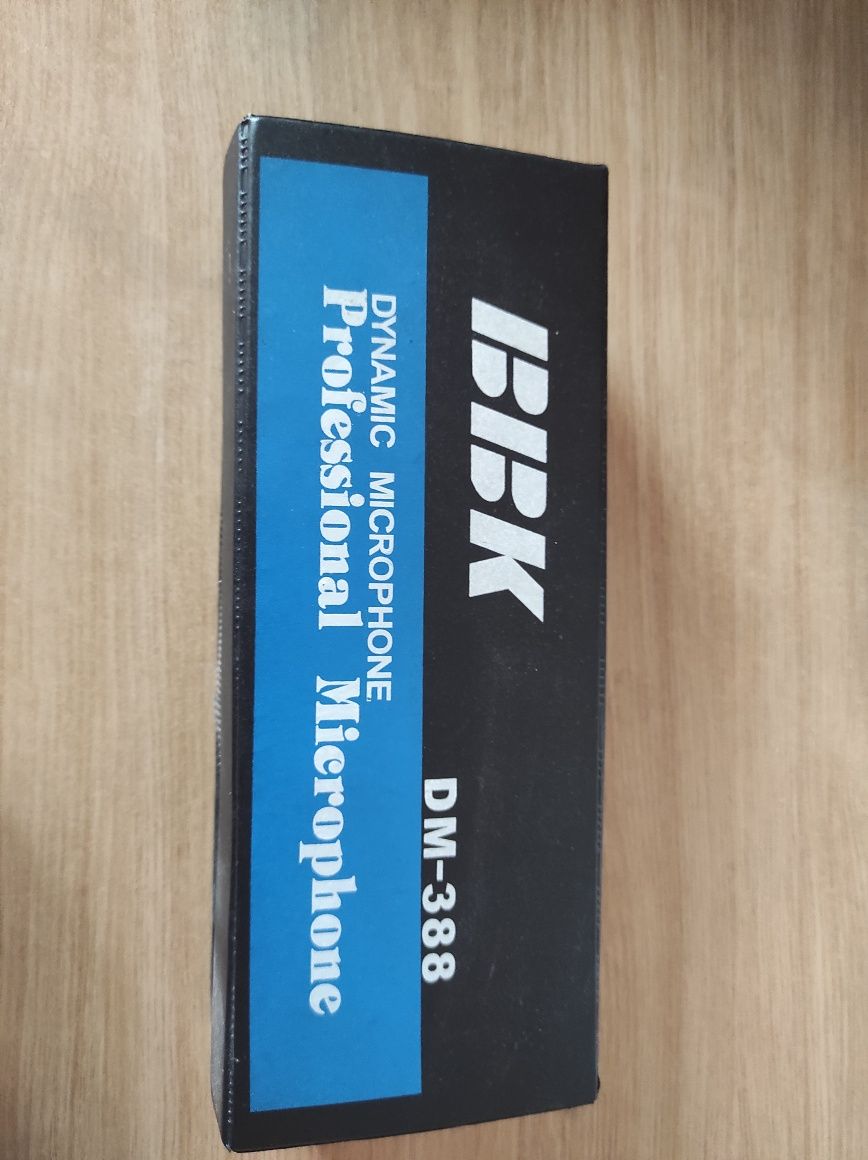 BBK
DM-388
DYNAMIC MICROPHONE
Professional Microphone